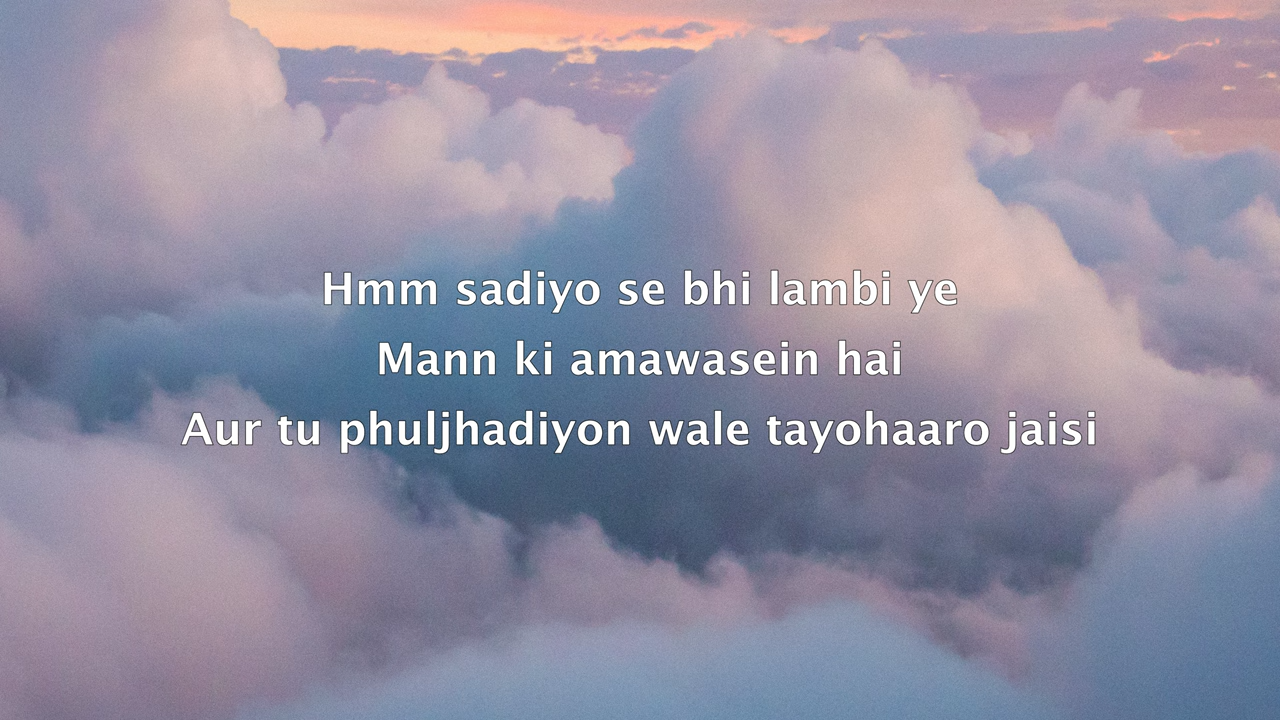 Hmm sadiyo se bhi lambi ye
Mann ki amawasein hai
Aur tu phuljhadiyon wale tayohaaro jaisi